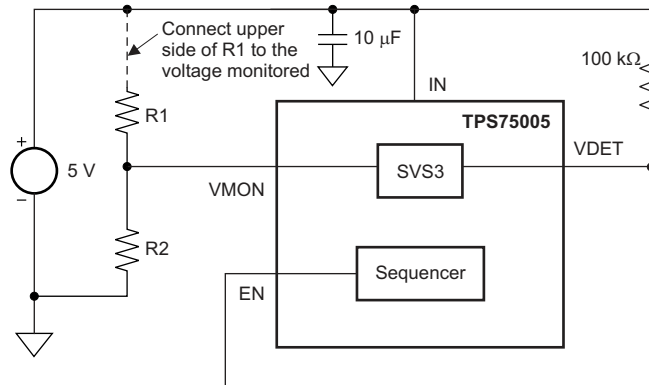 Connect upper
side of R1 to the
voltage monitored
10 μF
100 kΩ
IN
R1
TPS75005
+
5 V
−
VMON
SVS3
VDET
R2
Sequencer
EN